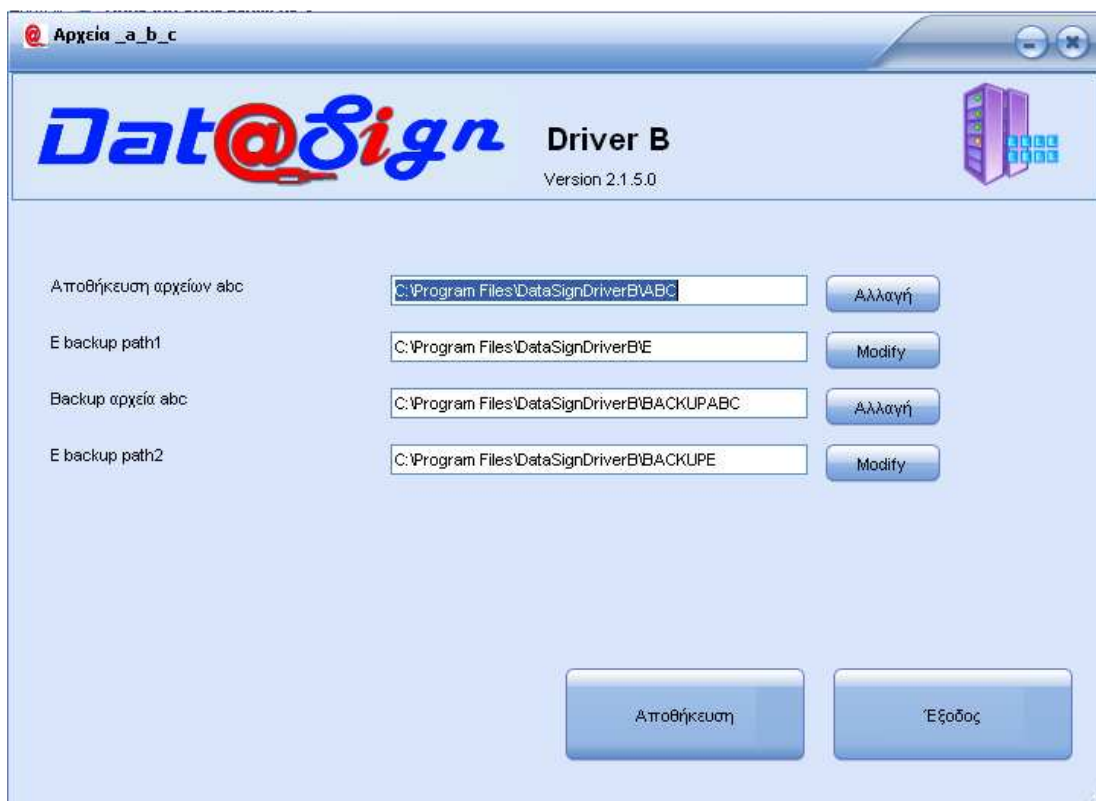 Αρχεία _a_b_c
Dat@Sign
Driver B
Version 2.1.5.0
Αποθήκευση αρχείων abc
C:\Program Files\DataSignDriverB\ABC
Αλλαγή
E backup path1
C:\Program Files\DataSignDriverB\E
Modify
Backup αρχεία abc
C:\Program Files\DataSignDriverB\BACKUPABC
Αλλαγή
E backup path2
C:\Program Files\DataSignDriverB\BACKUPE
Modify
Αποθήκευση
Έξοδος